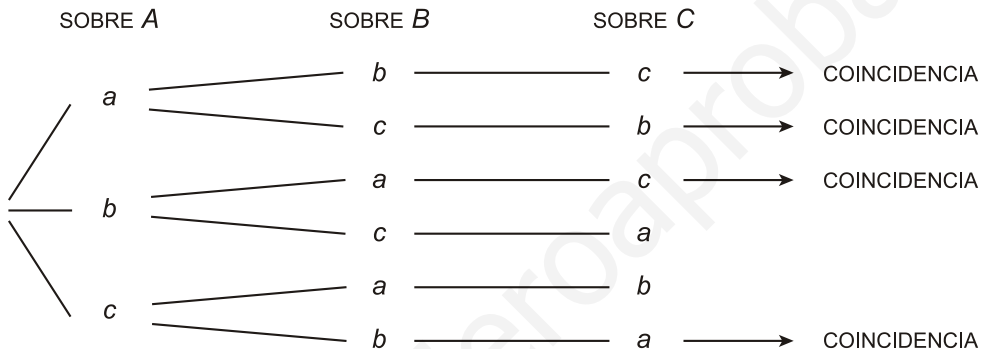 SOBRE A SOBRE B SOBRE C
b c COINCIDENCIA
a
c b COINCIDENCIA
a c COINCIDENCIA
b
c a
a b
c
b a COINCIDENCIA